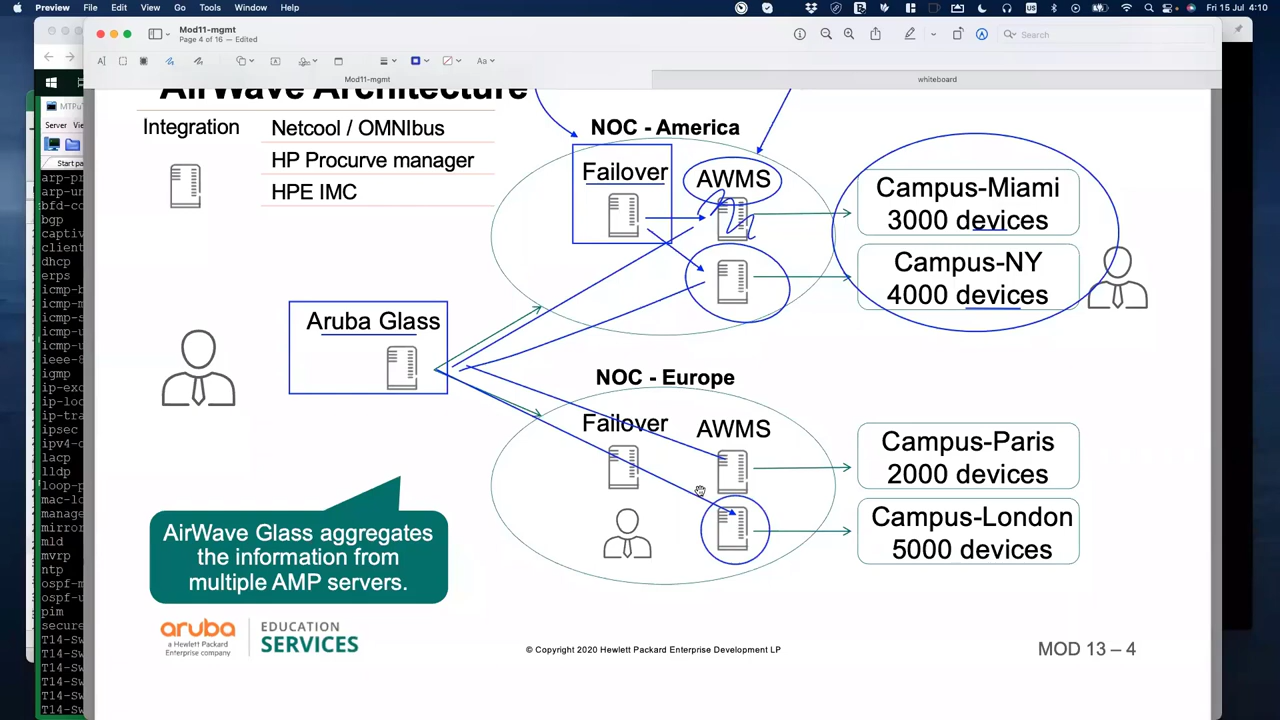 Preview File Edit View Go Tools Window Help
Fri 15 Jul 4:10
Mod11-mgmt
Page 4 of 16 — Edited
Search
Mod11-mgmt
whiteboard
MTPuT
Server Vie
Start pa
arp-pr
arp-un
bfd-co
bgp
captiv
client
dhcp
erps
icmp-b
icmp-m
icmp-u
icmp-u
ieee-8
igmp
ip-exc
ip-loc
ip-tra
ipsec
ipv4-c
lacp
lldp
loop-p
mac-lo
manage
mirror
mld
mvrp
ntp
ospf-m
ospf-u
pim
secure
T14-Sw
T14-Sw
T14-Sw
T14-Sw
T14-Sw
T14-Sw
AirWave Architecture
Integration
Netcool / OMNIbus
HP Procurve manager
HPE IMC
NOC - America
Failover
AWMS
Campus-Miami
3000 devices
Campus-NY
4000 devices
Aruba Glass
NOC - Europe
Failover
AWMS
Campus-Paris
2000 devices
Campus-London
5000 devices
AirWave Glass aggregates
the information from
multiple AMP servers.
aruba
a Hewlett Packard
Enterprise company
EDUCATION
SERVICES
© Copyright 2020 Hewlett Packard Enterprise Development LP
MOD 13 – 4